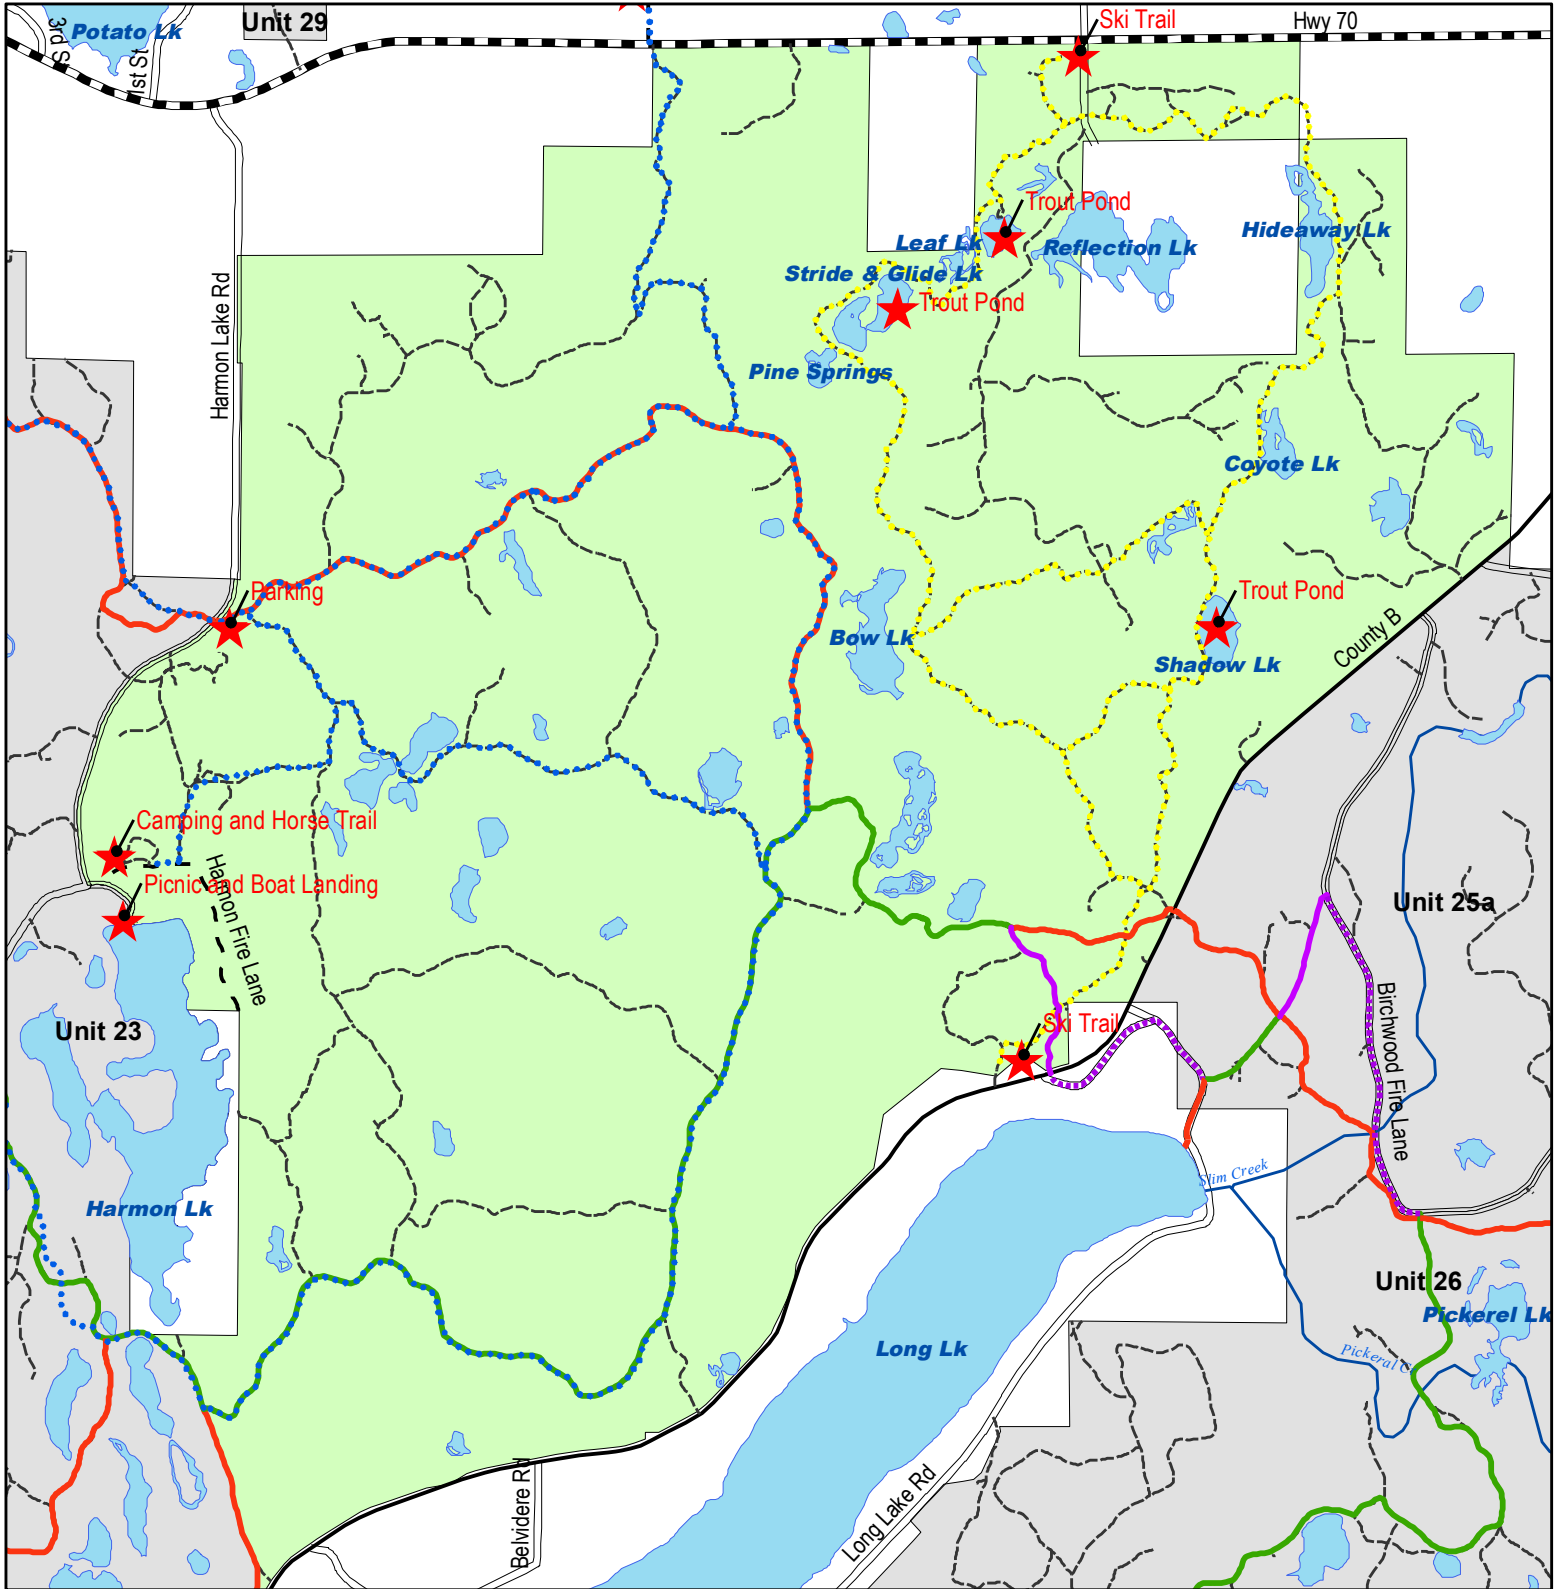 Ski Trail
Hwy 70
Unit 29
Potato Lk
3rd St
1st St
Trout Pond
Hideaway Lk
Leaf Lk
Reflection Lk
Stride & Glide Lk
Trout Pond
Harmon Lake Rd
Pine Springs
Coyote Lk
Parking
Trout Pond
Bow Lk
County B
Shadow Lk
Camping and Horse Trail
Picnic and Boat Landing
Harmon Fire Lane
Unit 25a
Unit 23
Ski Trail
Birchwood Fire Lane
Slim Creek
Harmon Lk
Unit 26
Pickerel Lk
Long Lk
Pickeral C
Belvidere Rd
Long Lake Rd